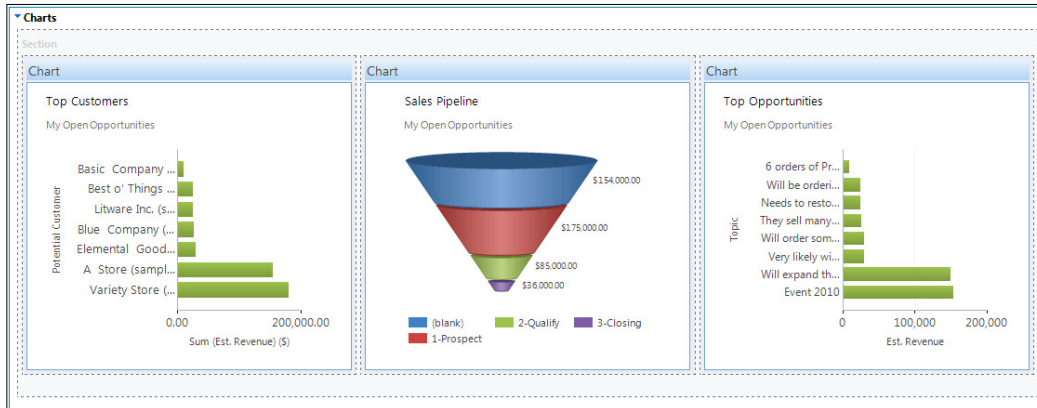 Charts
Section
Chart
Top Customers
My Open Opportunities
Potential Customer
Basic Company ...
Best o' Things ...
Litware Inc. (s...
Blue Company (...
Elemental Good...
A Store (sampl...
Variety Store (...
0.00 200,000.00
Sum (Est. Revenue) ($)
Chart
Sales Pipeline
My Open Opportunities
$154,000.00
$175,000.00
$85,000.00
$36,000.00
(blank) 2-Qualify 3-Closing
1-Prospect
Chart
Top Opportunities
My Open Opportunities
Topic
6 orders of Pr...
Will be orderi...
Needs to resto...
They sell many...
Will order som...
Very likely wi...
Will expand th...
Event 2010
0 100,000 200,000
Est. Revenue